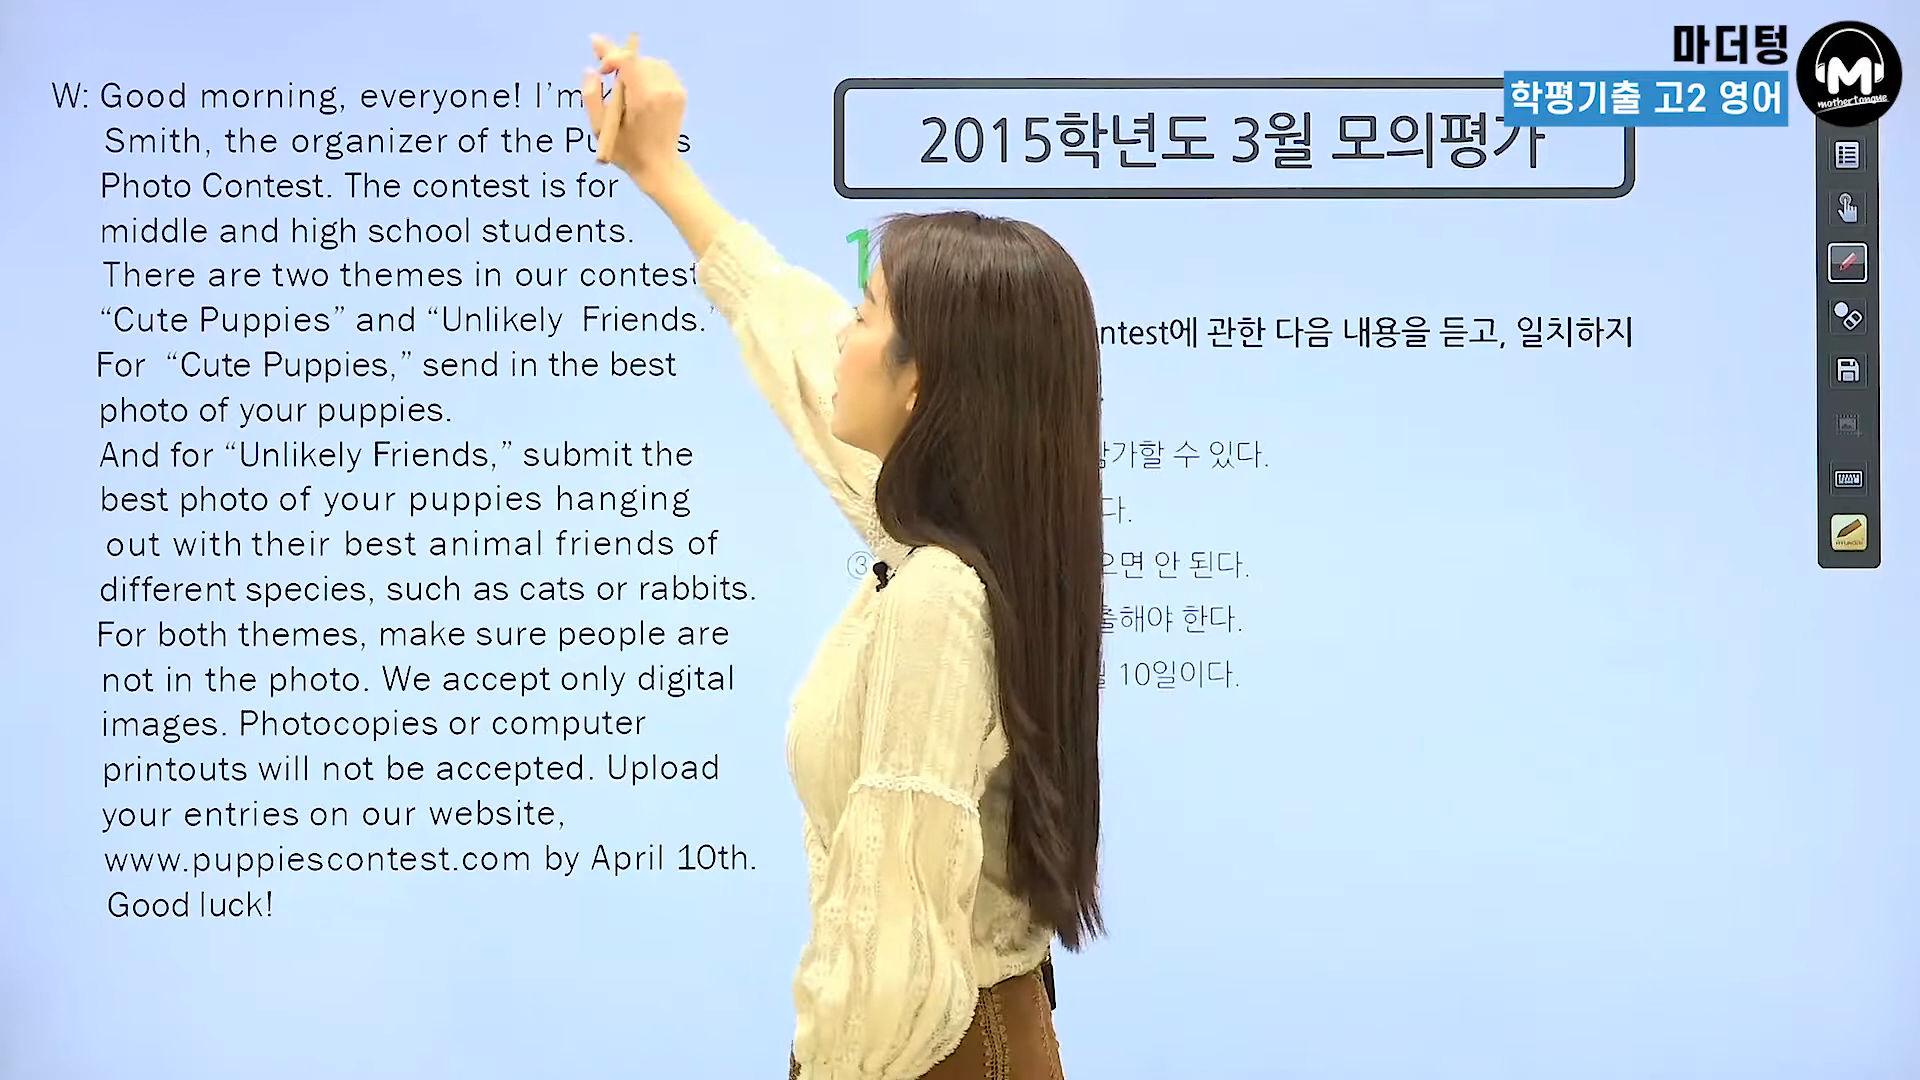 W: Good morning, everyone! I'm
Smith, the organizer of the
Photo Contest. The contest is for
middle and high school students.
There are two themes in our contest
“Cute Puppies” and “Unlikely Friends.”
For “Cute Puppies,” send in the best
photo of your puppies.
And for “Unlikely Friends,” submit the
best photo of your puppies hanging
out with their best animal friends of
different species, such as cats or rabbits.
For both themes, make sure people are
not in the photo. We accept only digital
images. Photocopies or computer
printouts will not be accepted. Upload
your entries on our website,
www.puppiescontest.com by April 10th.
Good luck!
마더텅
학평기출 고2 영어
M
mothertongue
2015학년도 3월 모의평가
1
ntest에 관한 다음 내용을 듣고, 일치하지
가할 수 있다.
다.
③ 으면 안 된다.
해야 한다.
10일이다.